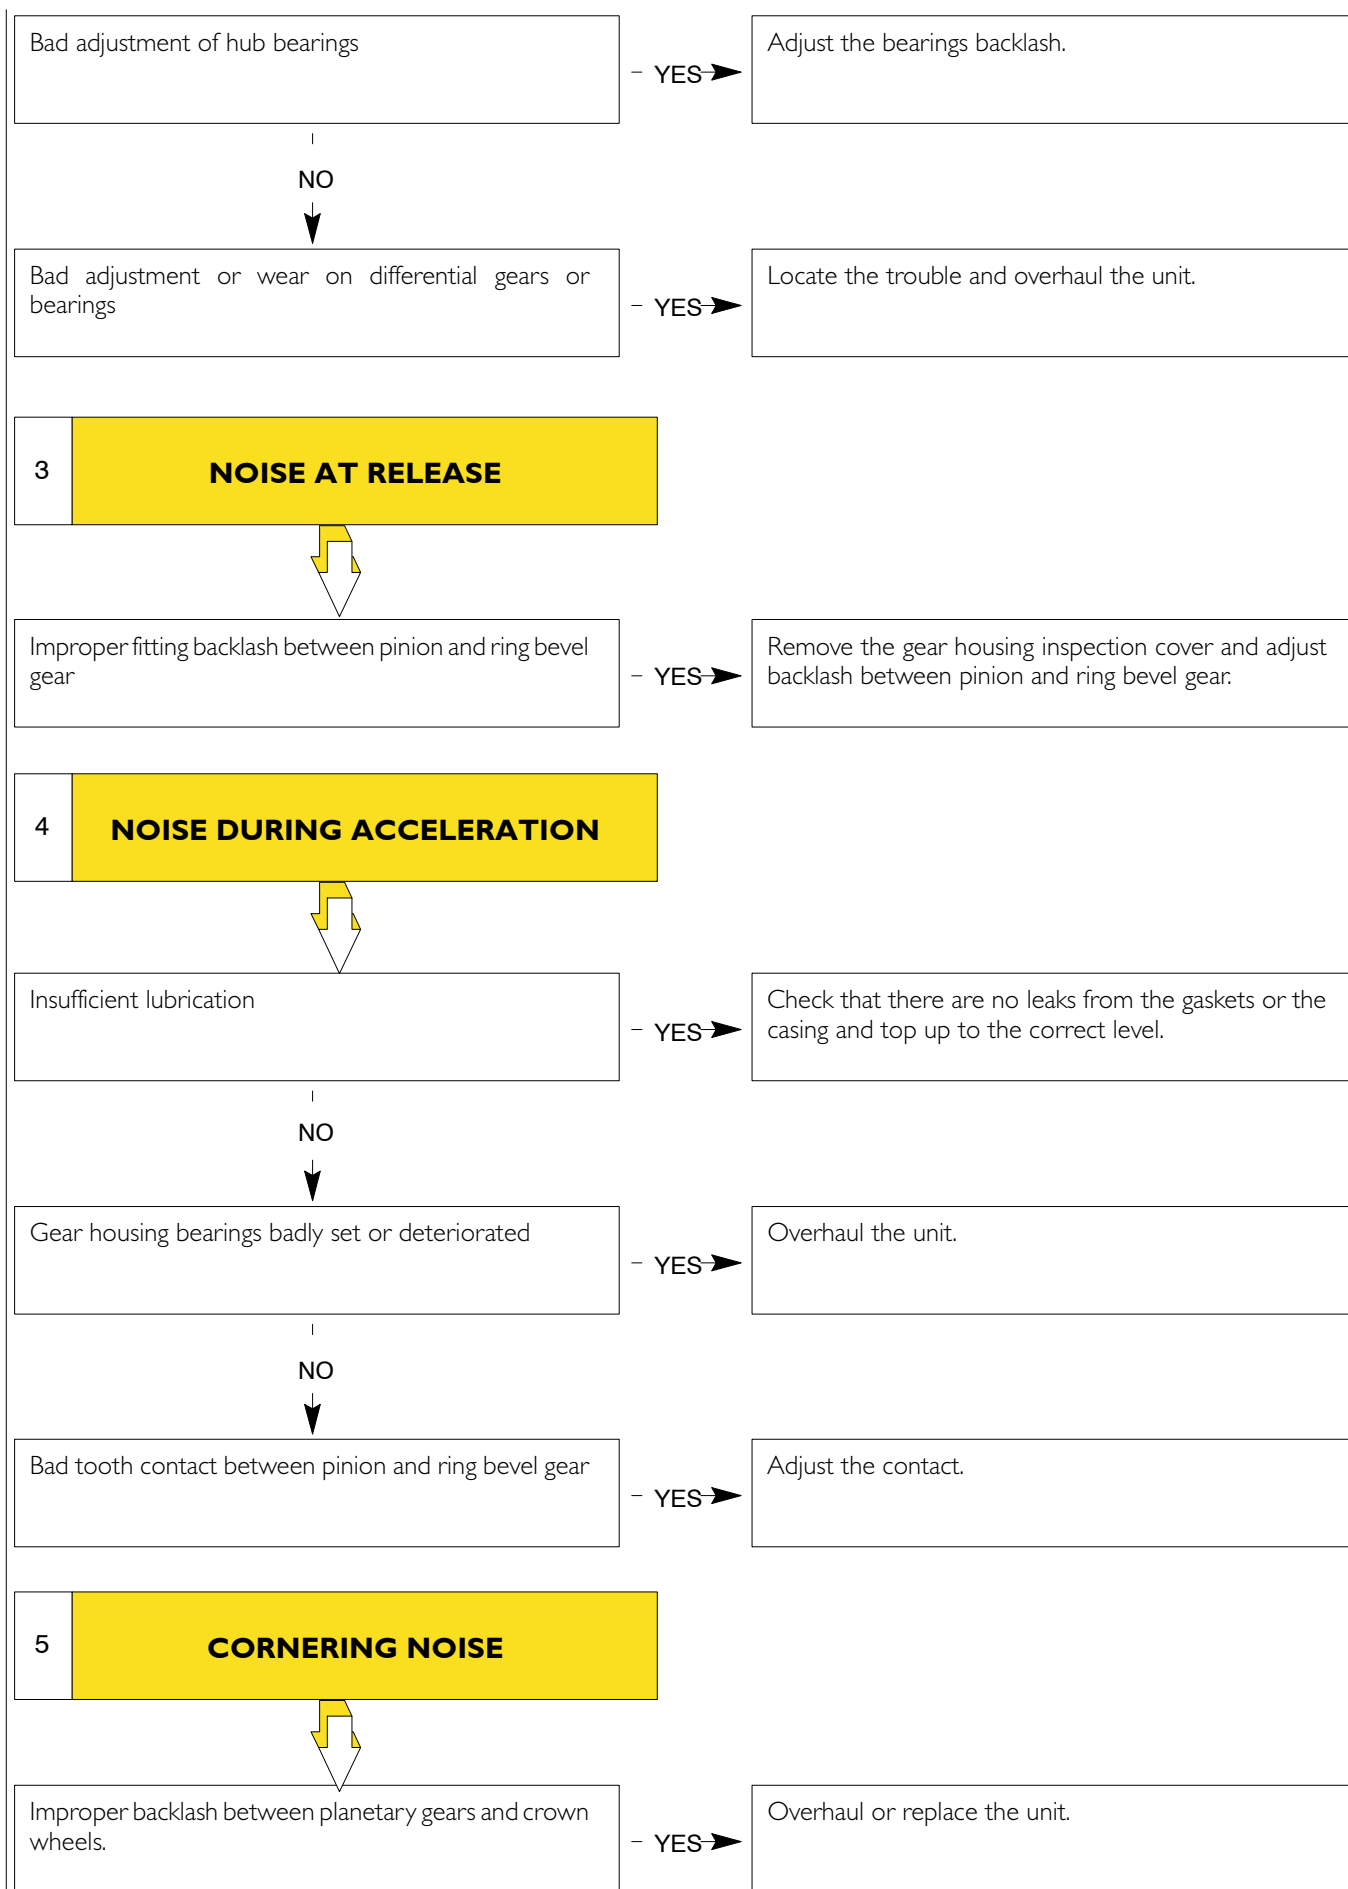 Bad adjustment of hub bearings
YES
Adjust the bearings backlash.
NO
Bad adjustment or wear on differential gears or
bearings
YES
Locate the trouble and overhaul the unit.
3
NOISE AT RELEASE
Improper fitting backlash between pinion and ring bevel
gear
YES
Remove the gear housing inspection cover and adjust
backlash between pinion and ring bevel gear.
4
NOISE DURING ACCELERATION
Insufficient lubrication
YES
Check that there are no leaks from the gaskets or the
casing and top up to the correct level.
NO
Gear housing bearings badly set or deteriorated
YES
Overhaul the unit.
NO
Bad tooth contact between pinion and ring bevel gear
YES
Adjust the contact.
5
CORNERING NOISE
Improper backlash between planetary gears and crown
wheels.
YES
Overhaul or replace the unit.